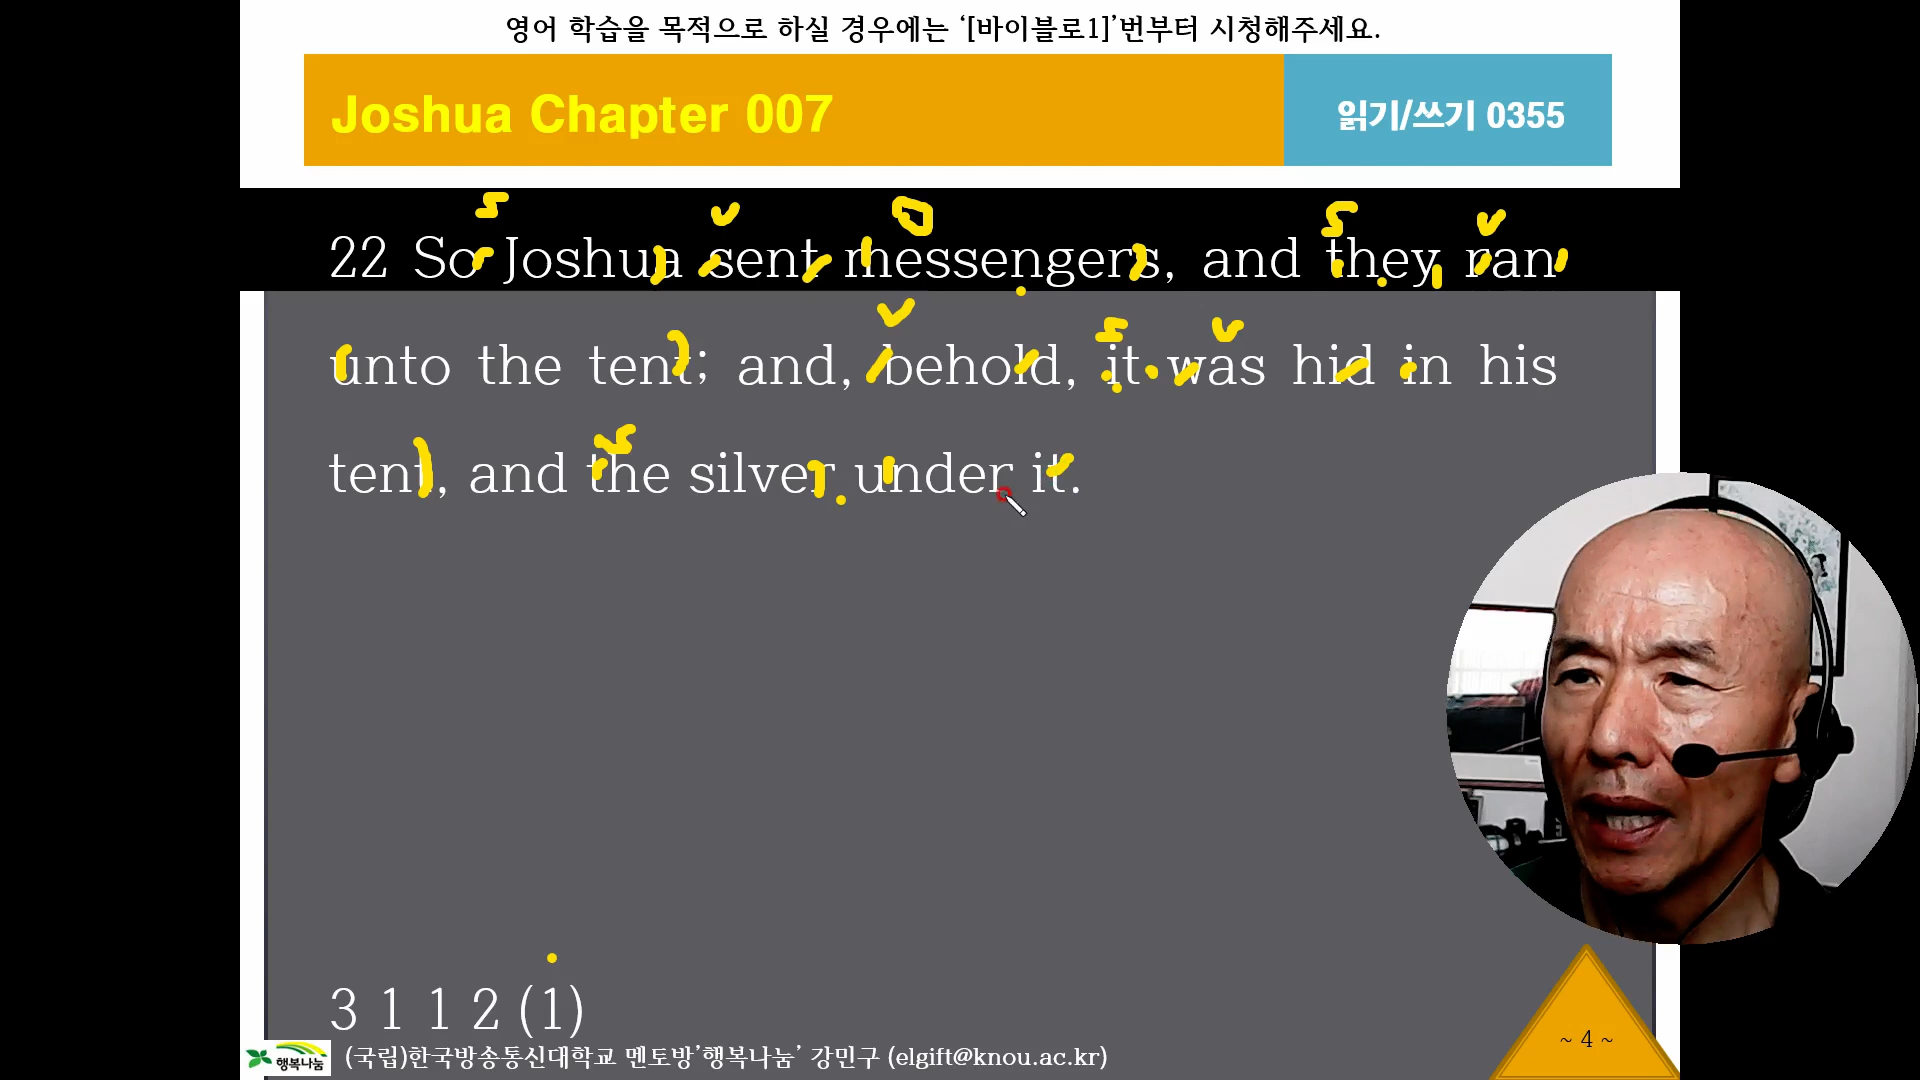 영어 학습을 목적으로 하실 경우에는 ‘[바이블로1]’번부터 시청해주세요.
Joshua Chapter 007
읽기/쓰기 0355
22 So Joshua sent messengers, and they ran
unto the tent; and, behold, it was hid in his
tent, and the silver under it.
3 1 1 2 (1)
행복나눔
(국립)한국방송통신대학교 멘토방’행복나눔’ 강민구 (elgift@knou.ac.kr)
~ 4 ~